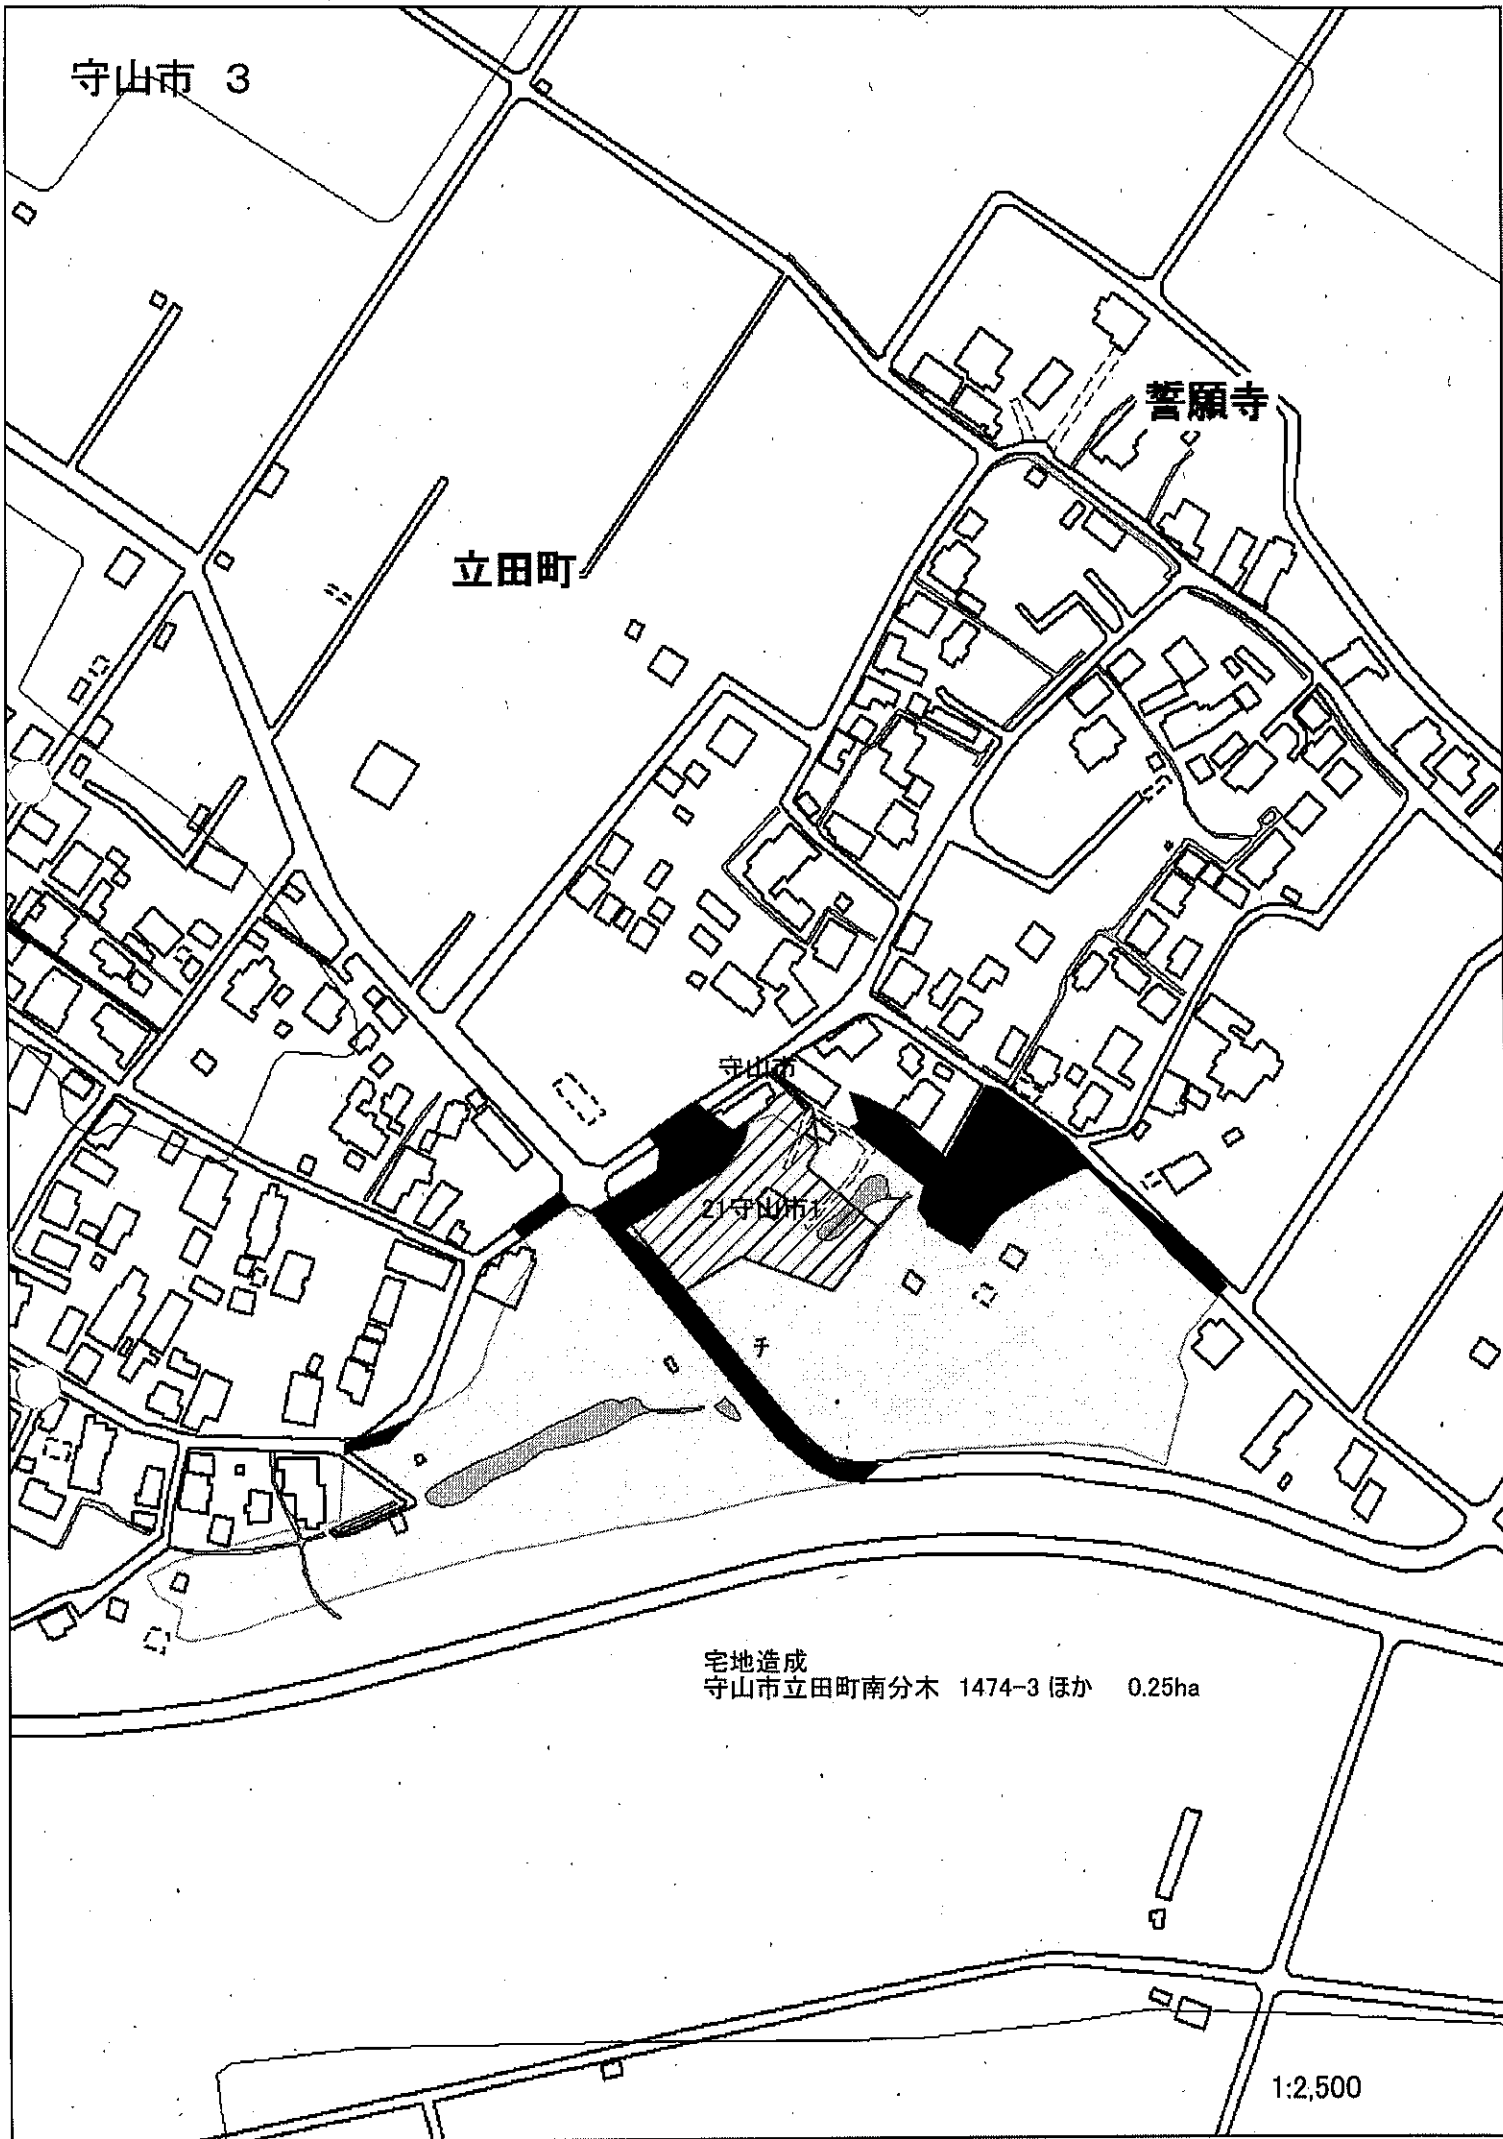 守山市 3
誓願寺
立田町
守山市
21守山市1
チ
宅地造成
守山市立田町南分木 1474-3 ほか 0.25ha
1:2,500